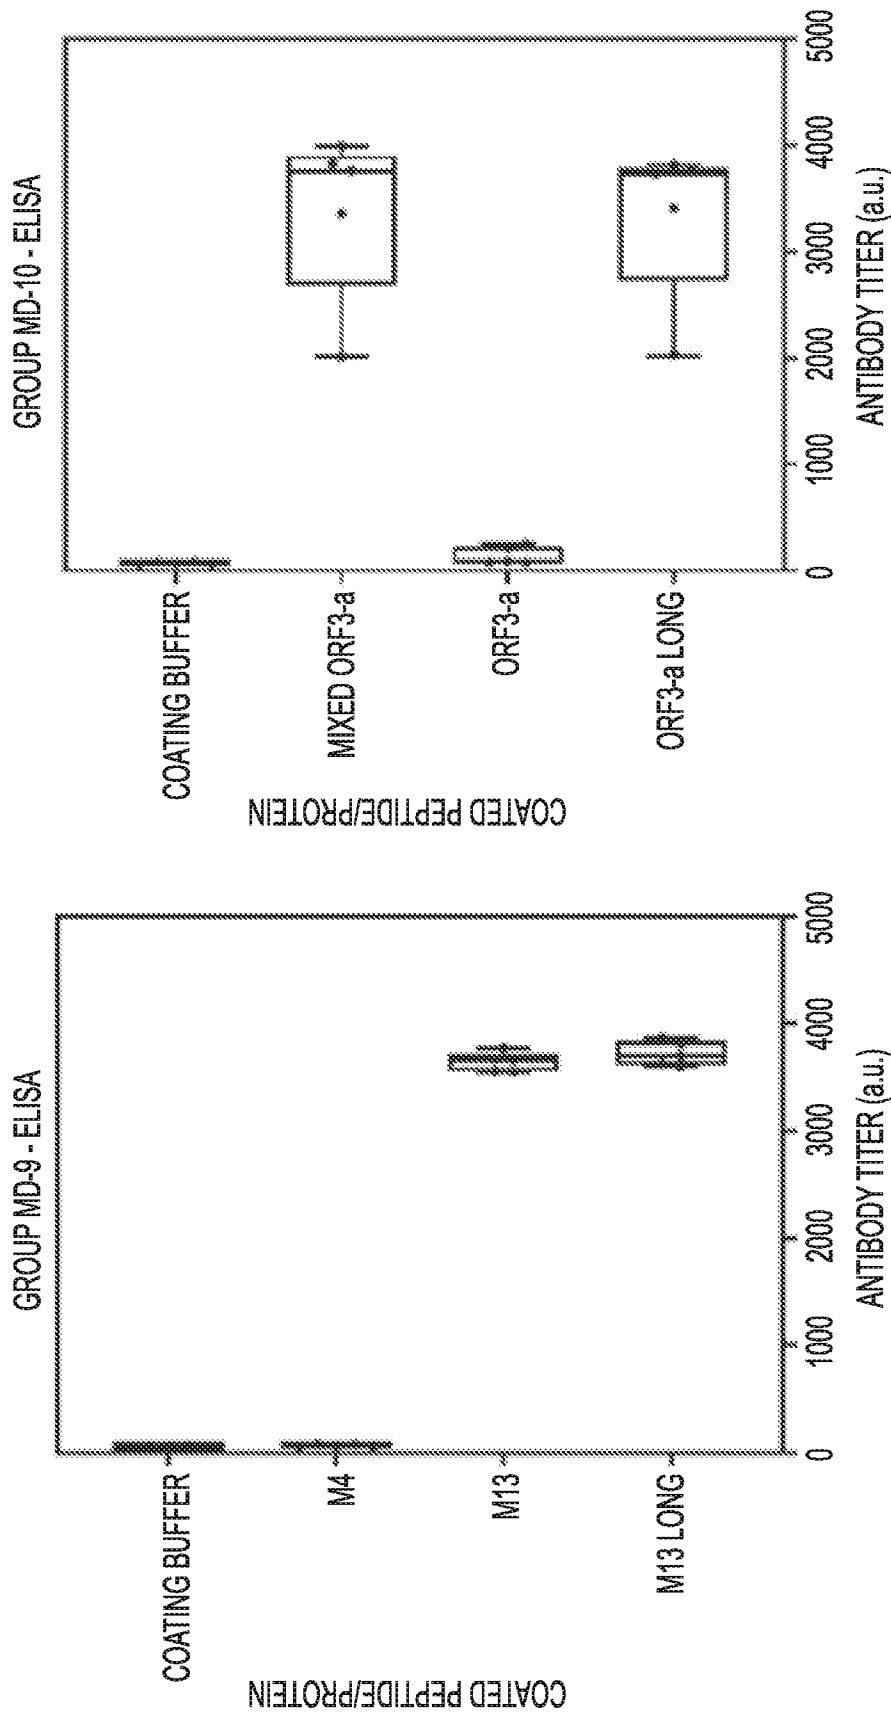 GROUP MD-9 - ELISA
COATING BUFFER
M4
M13
M13 LONG
COATED PEPTIDE/PROTEIN
0
1000
2000
3000
4000
5000
ANTIBODY TITER (a.u.)
GROUP MD-10 - ELISA
COATING BUFFER
MIXED ORF3-a
ORF3-a
ORF3-a LONG
COATED PEPTIDE/PROTEIN
0
1000
2000
3000
4000
5000
ANTIBODY TITER (a.u.)